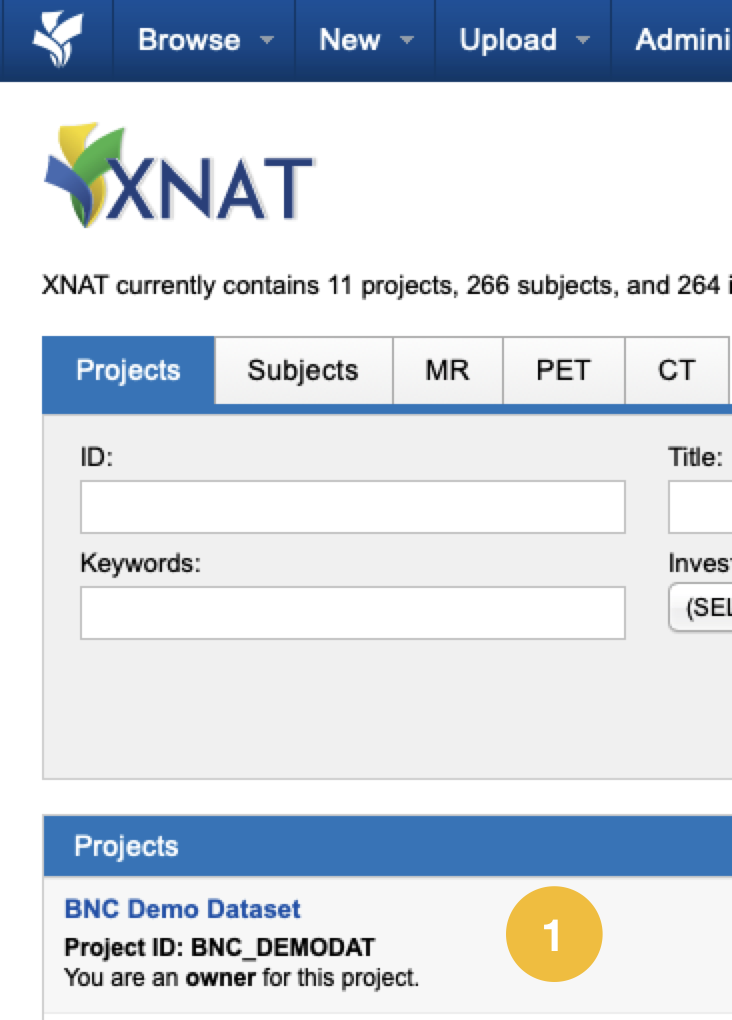 Browse New Upload Admini
XNAT
XNAT currently contains 11 projects, 266 subjects, and 264 i
Projects Subjects MR PET CT
ID: Title:
Keywords: Inves
(SEL
Projects
BNC Demo Dataset
Project ID: BNC_DEMODAT
You are an owner for this project.
1